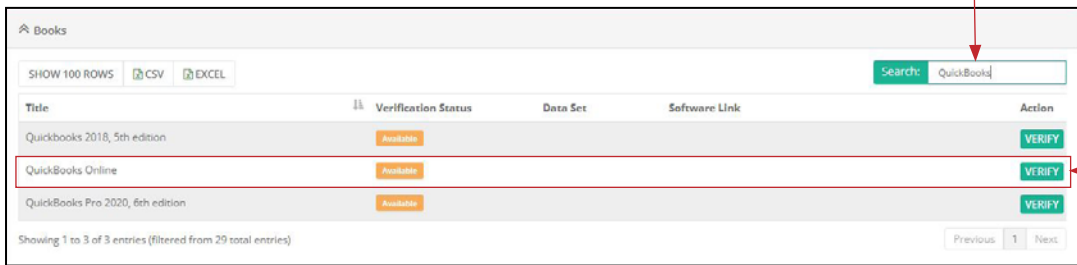 Books
SHOW 100 ROWS CSV EXCEL Search: QuickBooks
Title Verification Status Data Set Software Link Action
Quickbooks 2018, 5th edition Available VERIFY
QuickBooks Online Available VERIFY
QuickBooks Pro 2020, 6th edition Available VERIFY
Showing 1 to 3 of 3 entries (filtered from 29 total entries) Previous 1 Next